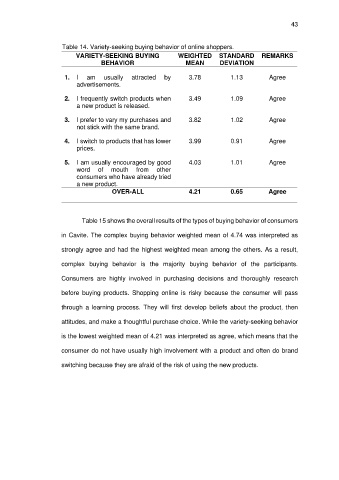 43
Table 14. Variety-seeking buying behavior of online shoppers.
VARIETY-SEEKING BUYING BEHAVIOR WEIGHTED MEAN STANDARD DEVIATION REMARKS
1. I am usually attracted by 3.78 1.13 Agree
advertisements.
2. I frequently switch products when 3.49 1.09 Agree
a new product is released.
3. I prefer to vary my purchases and 3.82 1.02 Agree
not stick with the same brand.
4. I switch to products that has lower 3.99 0.91 Agree
prices.
5. I am usually encouraged by good 4.03 1.01 Agree
word of mouth from other
consumers who have already tried
a new product.
OVER-ALL 4.21 0.65 Agree
Table 15 shows the overall results of the types of buying behavior of consumers
in Cavite. The complex buying behavior weighted mean of 4.74 was interpreted as
strongly agree and had the highest weighted mean among the others. As a result,
complex buying behavior is the majority buying behavior of the participants.
Consumers are highly involved in purchasing decisions and thoroughly research
before buying products. Shopping online is risky because the consumer will pass
through a learning process. They will first develop beliefs about the product, then
attitudes, and make a thoughtful purchase choice. While the variety-seeking behavior
is the lowest weighted mean of 4.21 was interpreted as agree, which means that the
consumer do not have usually high involvement with a product and often do brand
switching because they are afraid of the risk of using the new products.